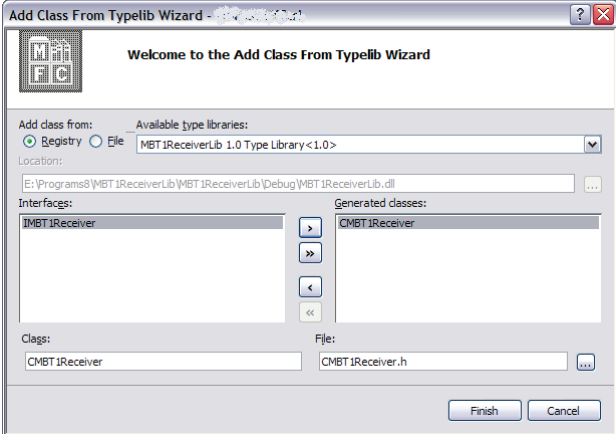 Add Class From Typelib Wizard -
MFC
Welcome to the Add Class From Typelib Wizard
Add class from:
Available type libraries:
Registry
File
MBT1ReceiverLib 1.0 Type Library<1.0>
Location:
E:\Programs8\MBT1ReceiverLib\MBT1ReceiverLib\Debug\MBT1ReceiverLib.dll
...
Interfaces:
Generated classes:
IMBT1Receiver
>
CMBT1Receiver
>>
<
<<
Class:
File:
CMBT1Receiver
CMBT1Receiver.h
...
Finish
Cancel